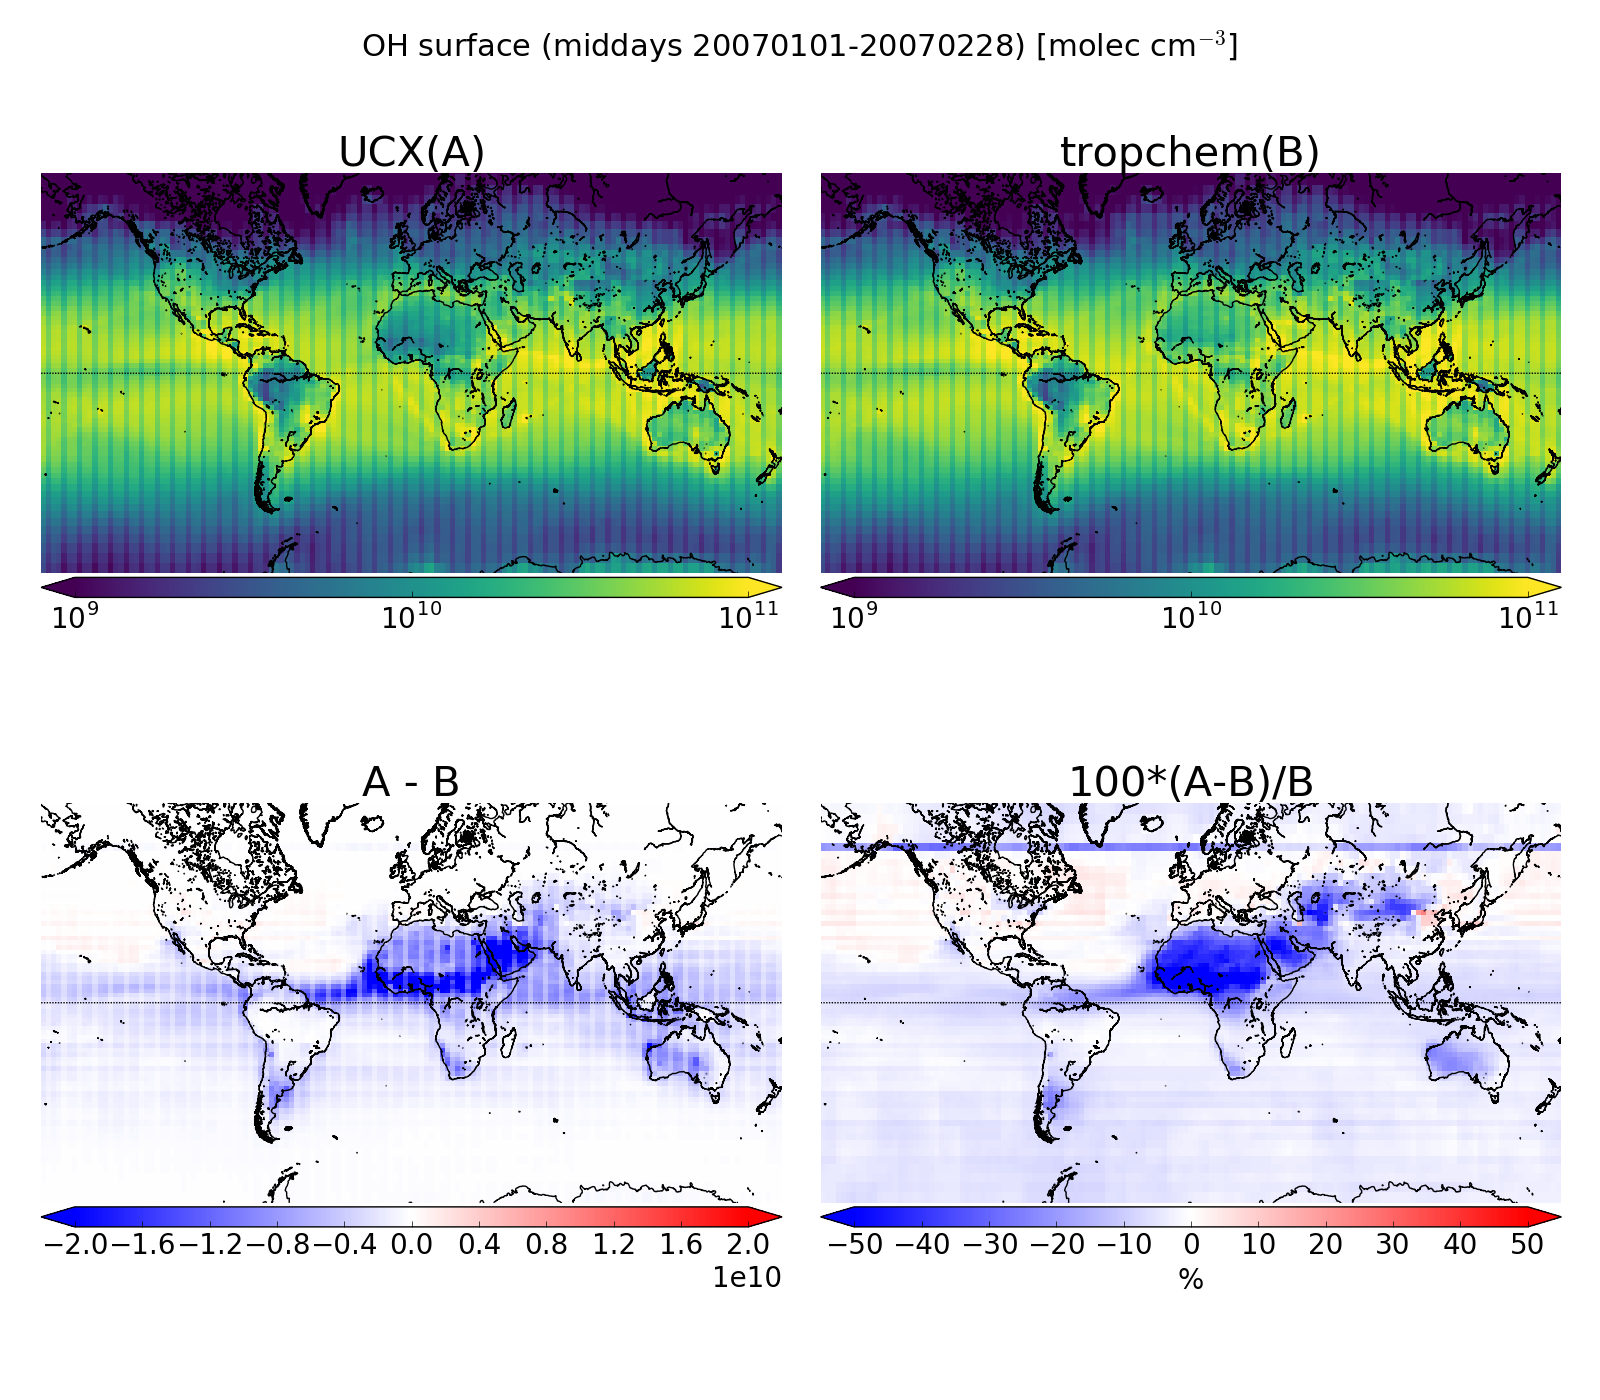 OH surface (middays 20070101-20070228) [molec cm⁻³]
UCX(A)
tropchem(B)
10⁹ 10¹⁰ 10¹¹
10⁹ 10¹⁰ 10¹¹
A - B
100*(A-B)/B
−2.0 −1.6 −1.2 −0.8 −0.4 0.0 0.4 0.8 1.2 1.6 2.0
1e10
−50 −40 −30 −20 −10 0 10 20 30 40 50
%